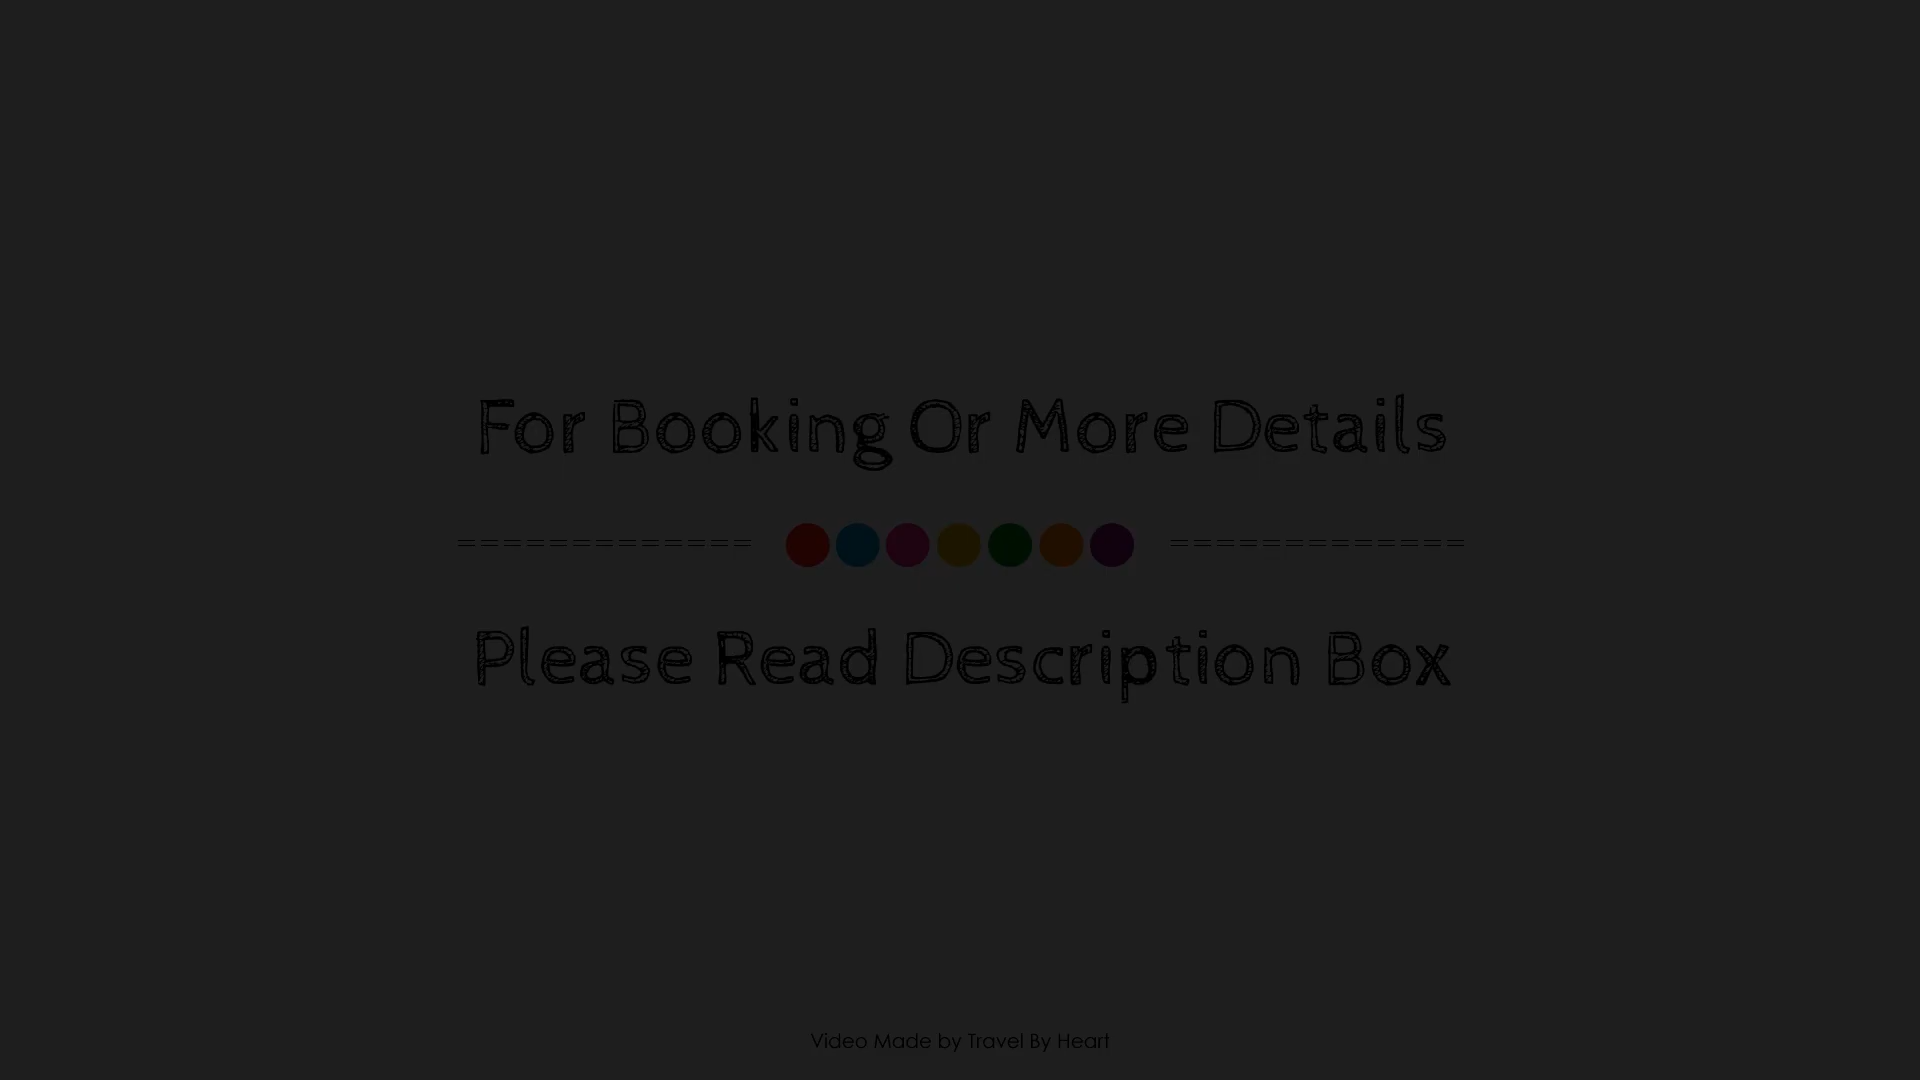 For Booking Or More Details
============= =============
Please Read Description Box
Video Made by Travel By Heart